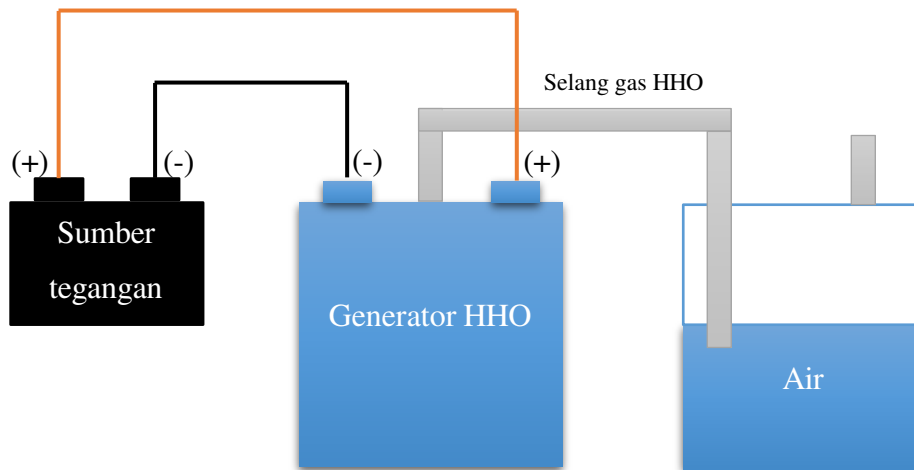 Selang gas HHO
(+)
(-)
(-)
(+)
Sumber
tegangan
Generator HHO
Air